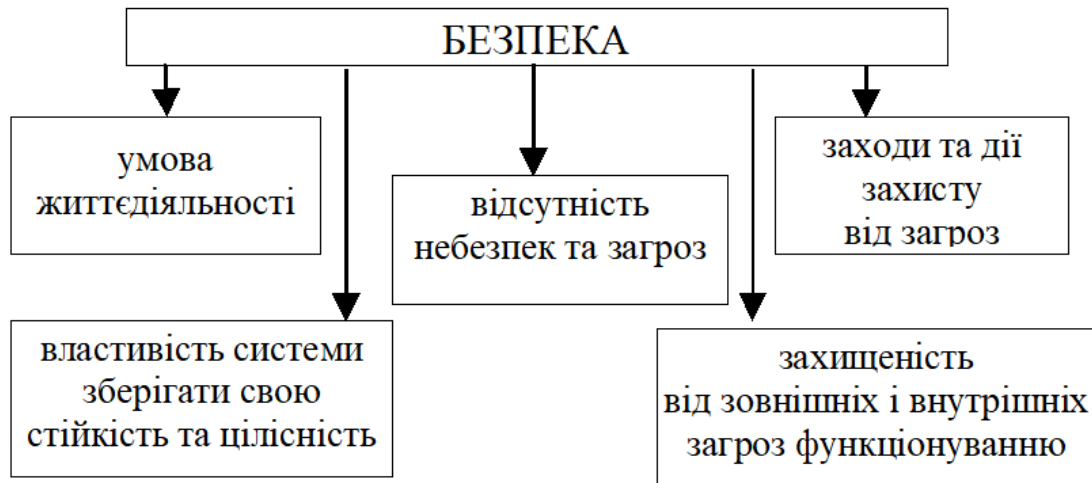 БЕЗПЕКА
умова
життєдіяльності
відсутність
небезпек та загроз
заходи та дії
захисту
від загроз
властивість системи
зберігати свою
стійкість та цілісність
захищеність
від зовнішніх і внутрішніх
загроз функціонуванню